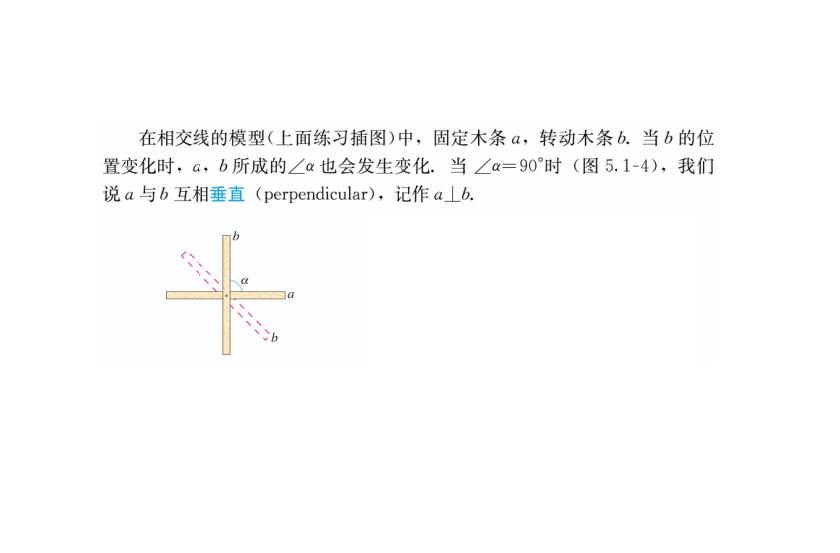 在相交线的模型(上面练习插图)中，固定木条 a，转动木条 b. 当 b 的位
置变化时，a，b 所成的∠α 也会发生变化. 当 ∠α=90°时（图 5.1-4），我们
说 a 与 b 互相垂直（perpendicular），记作 a⊥b.
b
α
a
b